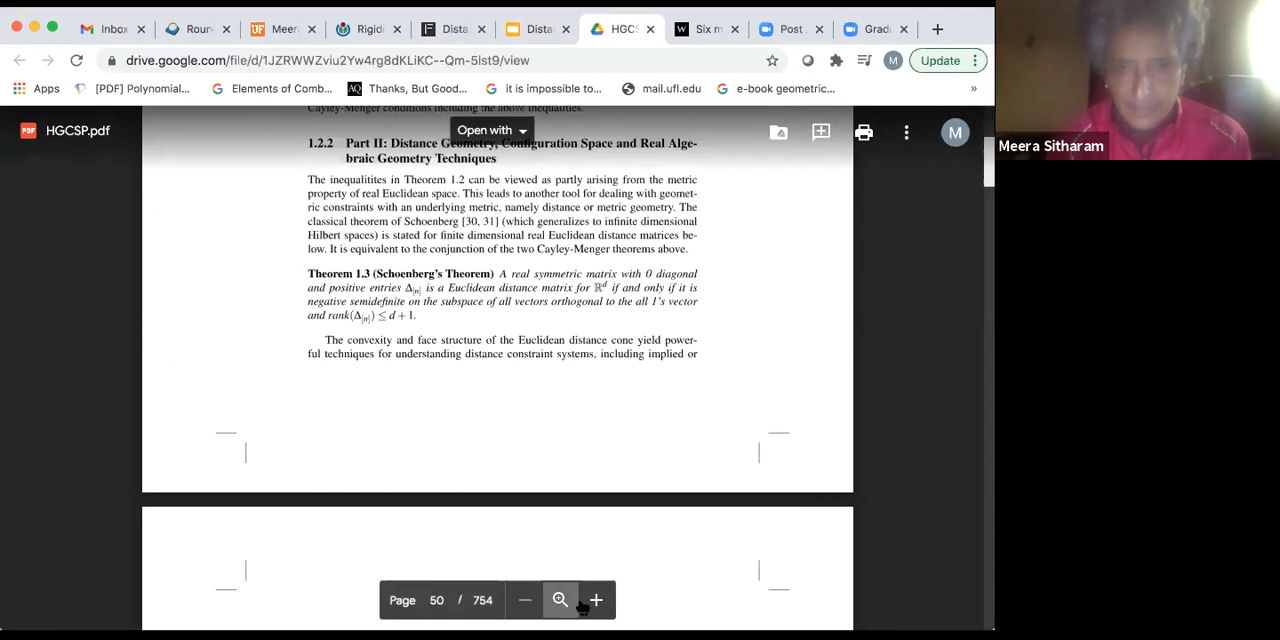 Inbox
Roun
Meera
Rigid
Dista
Dista
HGCS
Six m
Post
Gradu
drive.google.com/file/d/1JZRWWZviu2Yw4rg8dKLiKC--Qm-5lst9/view
Update
Apps
[PDF] Polynomial...
Elements of Comb...
Thanks, But Good...
it is impossible to...
mail.ufl.edu
e-book geometric...
»
Cayley-Menger conditions including the above inequalities.
PDF HGCSP.pdf
Open with
M
Meera Sitharam
1.2.2 Part II: Distance Geometry, Configuration Space and Real Alge-
braic Geometry Techniques
The inequalitites in Theorem 1.2 can be viewed as partly arising from the metric
property of real Euclidean space. This leads to another tool for dealing with geomet-
ric constraints with an underlying metric, namely distance or metric geometry. The
classical theorem of Schoenberg [30, 31] (which generalizes to infinite dimensional
Hilbert spaces) is stated for finite dimensional real Euclidean distance matrices be-
low. It is equivalent to the conjunction of the two Cayley-Menger theorems above.
Theorem 1.3 (Schoenberg's Theorem) A real symmetric matrix with 0 diagonal
and positive entries Δ[n] is a Euclidean distance matrix for ℝd if and only if it is
negative semidefinite on the subspace of all vectors orthogonal to the all 1's vector
and rank(Δ[n]) ≤ d + 1.
The convexity and face structure of the Euclidean distance cone yield power-
ful techniques for understanding distance constraint systems, including implied or
Page 50 / 754